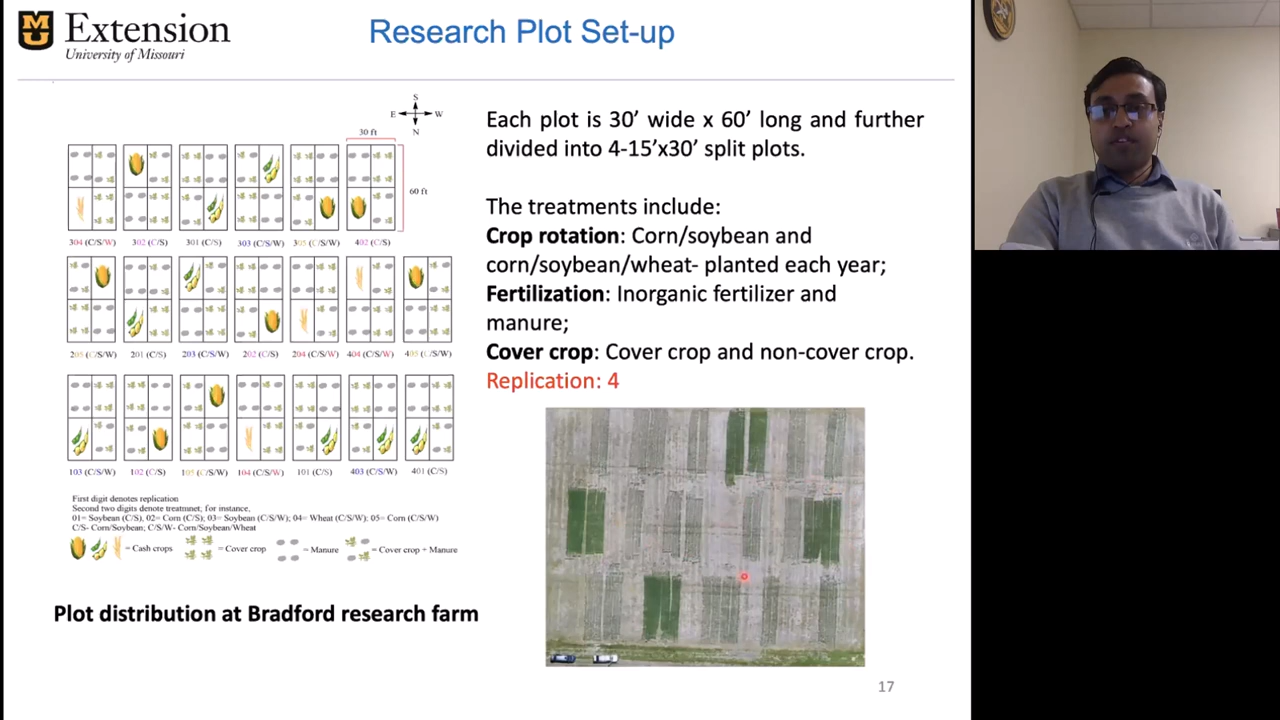 Extension
University of Missouri
Research Plot Set-up
S
E W
N
30 ft
60 ft
304 (C/S/W) 302 (C/S) 301 (C/S) 303 (C/S/W) 305 (C/S/W) 402 (C/S)
205 (C/S/W) 201 (C/S) 203 (C/S/W) 202 (C/S) 204 (C/S/W) 404 (C/S/W) 405 (C/S/W)
103 (C/S/W) 102 (C/S) 105 (C/S/W) 104 (C/S/W) 101 (C/S) 403 (C/S/W) 401 (C/S)
First digit denotes replication
Second two digits denote treatmnet, for instance,
01= Soybean (C/S), 02= Corn (C/S); 03= Soybean (C/S/W); 04= Wheat (C/S/W); 05= Corn (C/S/W)
C/S- Corn/Soybean; C/S/W- Corn/Soybean/Wheat
= Cash crops = Cover crop = Manure = Cover crop + Manure
Plot distribution at Bradford research farm
Each plot is 30’ wide x 60’ long and further
divided into 4-15’x30’ split plots.
The treatments include:
Crop rotation: Corn/soybean and
corn/soybean/wheat- planted each year;
Fertilization: Inorganic fertilizer and
manure;
Cover crop: Cover crop and non-cover crop.
Replication: 4
17